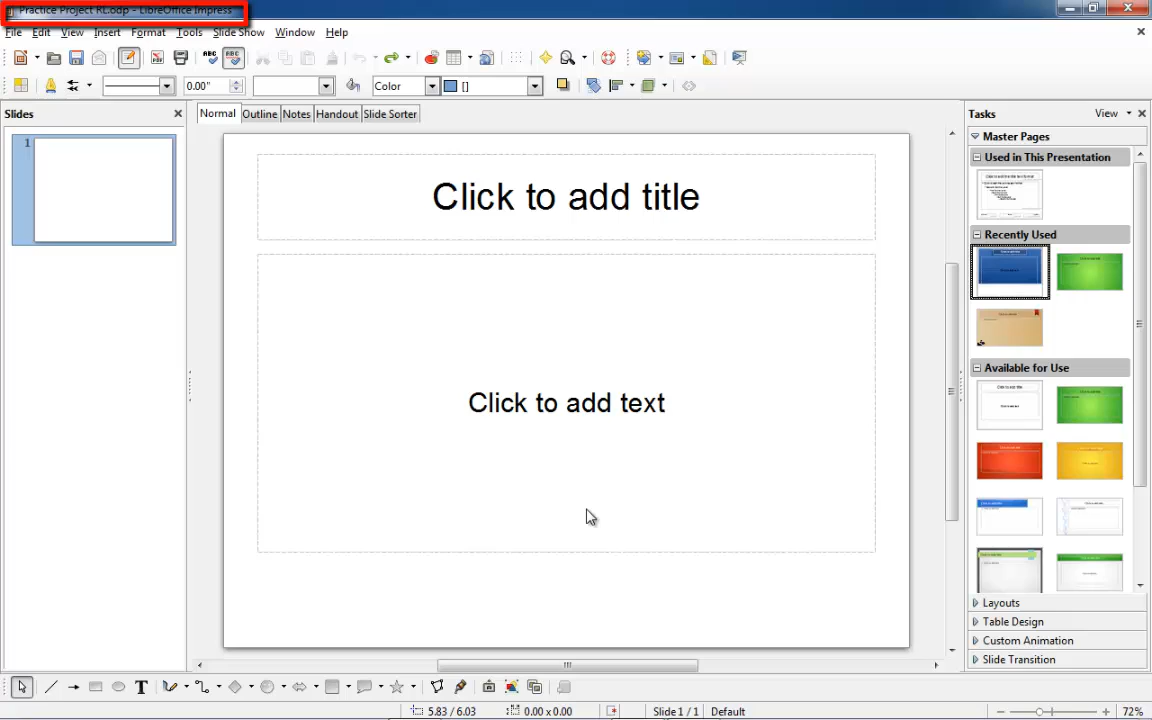 Practice Project RL.odp - LibreOffice Impress
File Edit View Insert Format Tools Slide Show Window Help
0.00" Color []
Slides
Normal Outline Notes Handout Slide Sorter
Tasks View
1
Master Pages
Used in This Presentation
Recently Used
Available for Use
Layouts
Table Design
Custom Animation
Slide Transition
Click to add title
Click to add text
5.83 / 6.03 0.00 x 0.00 Slide 1 / 1 Default 72%